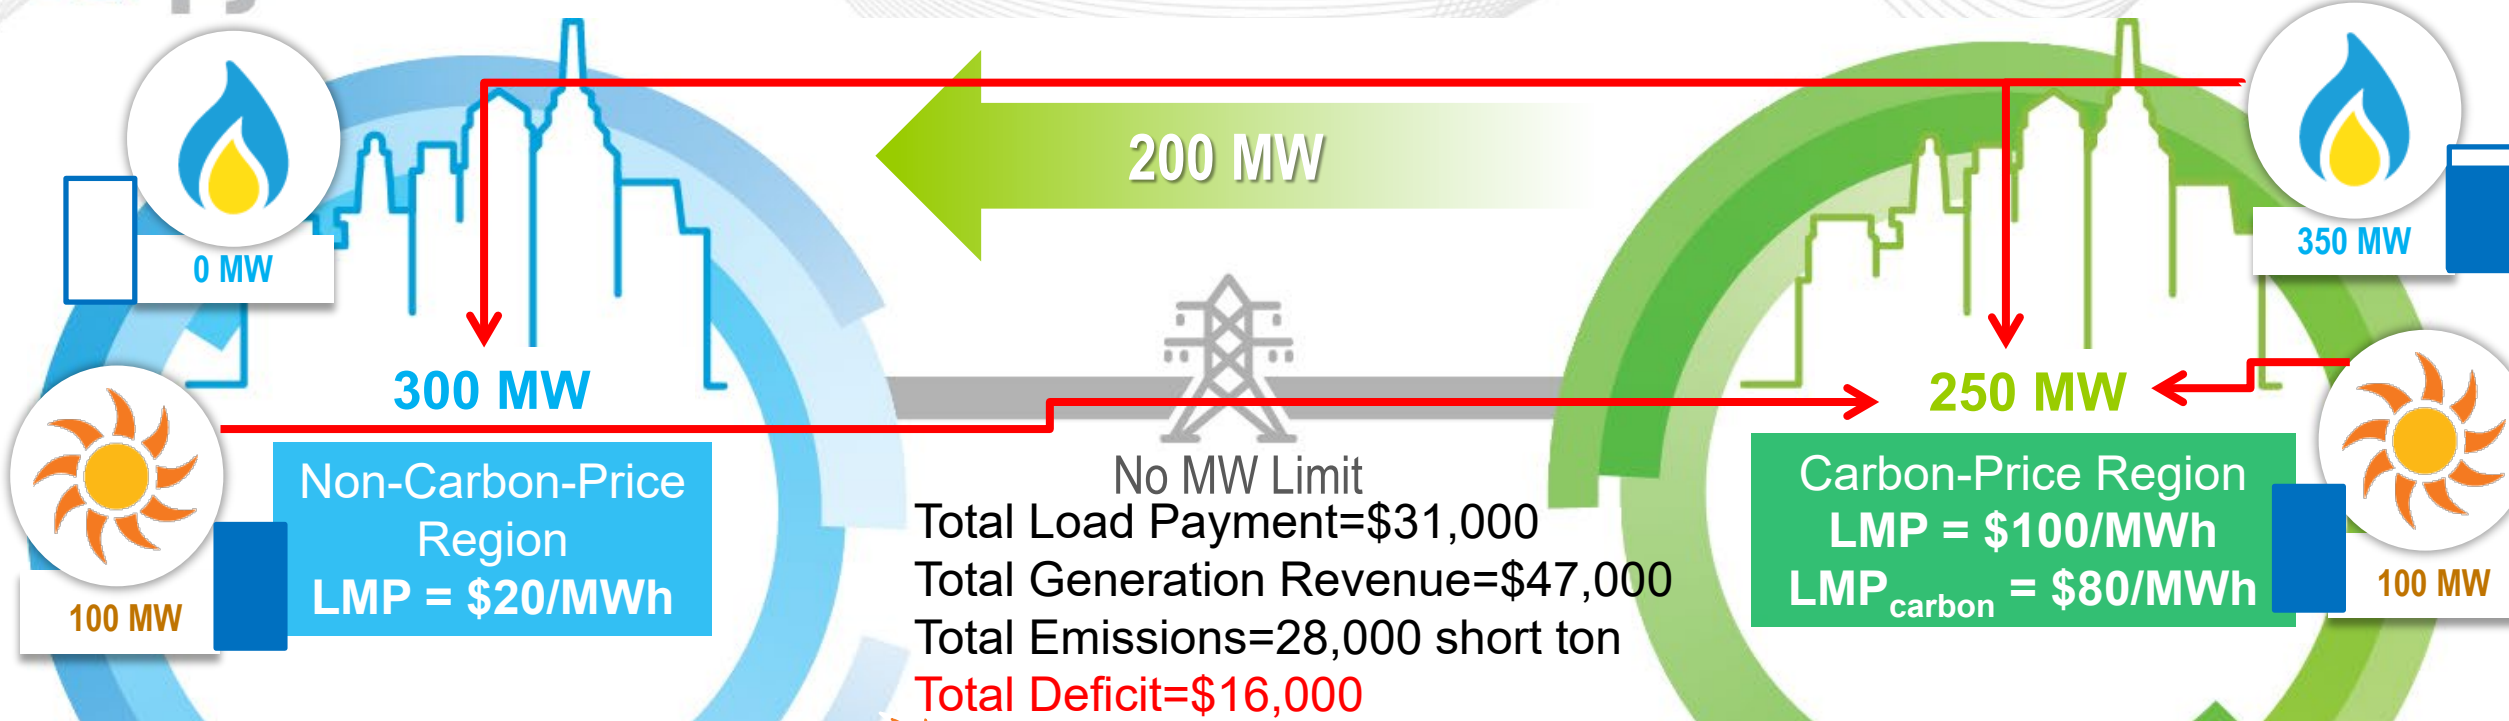 200 MW
0 MW
350 MW
300 MW
250 MW
100 MW
Non-Carbon-Price
Region
LMP = $20/MWh
No MW Limit
Total Load Payment=$31,000
Total Generation Revenue=$47,000
Total Emissions=28,000 short ton
Total Deficit=$16,000
Carbon-Price Region
LMP = $100/MWh
LMPcarbon = $80/MWh
100 MW